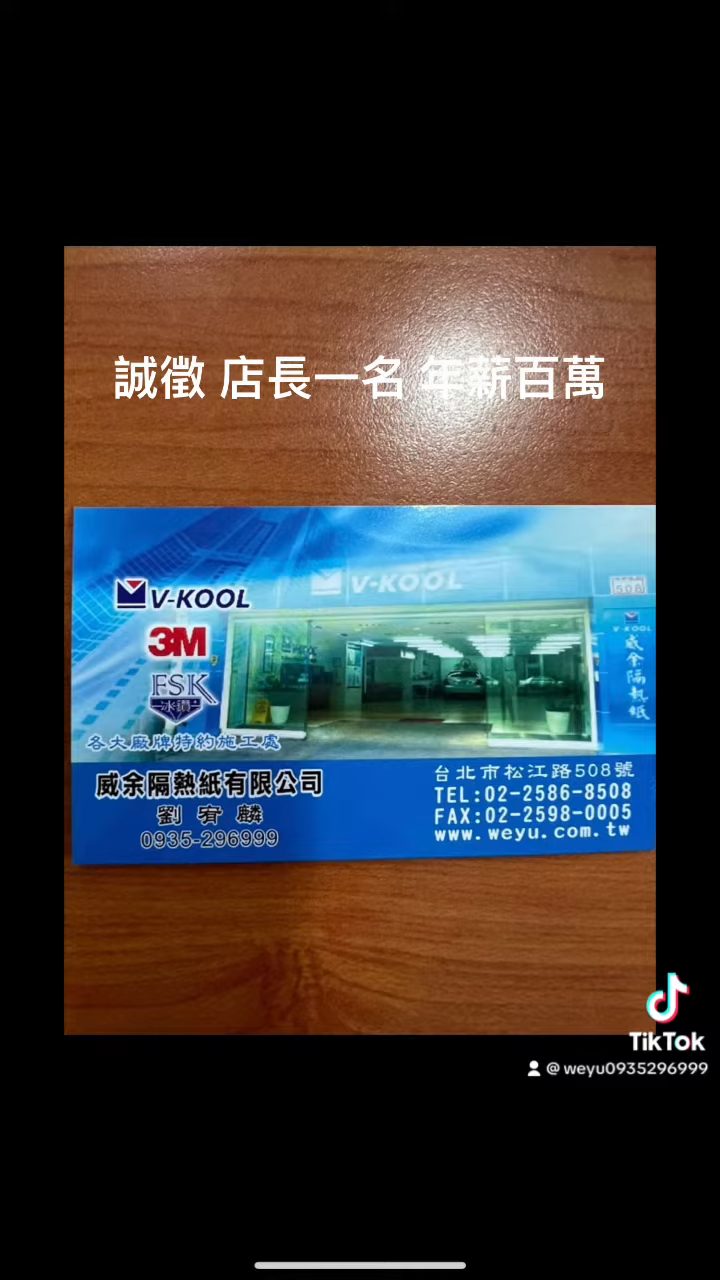 誠徵 店長一名 年薪百萬
V-KOOL
V-KOOL
508
V-KOOL
威余隔熱紙
3M
FSK
冰鑽
各大廠牌特約施工處
威余隔熱紙有限公司
劉宥麟
0935-296999
台北市松江路508號
TEL:02-2586-8508
FAX:02-2598-0005
www.weyu.com.tw
TikTok
@weyu0935296999